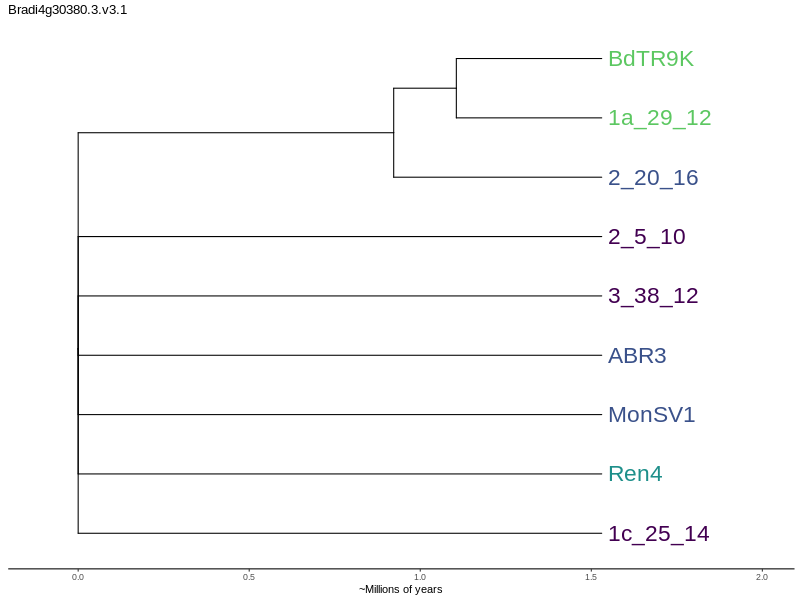 Bradi4g30380.3.v3.1
BdTR9K
1a_29_12
2_20_16
2_5_10
3_38_12
ABR3
MonSV1
Ren4
1c_25_14
0.0 0.5 1.0 1.5 2.0
~Millions of years